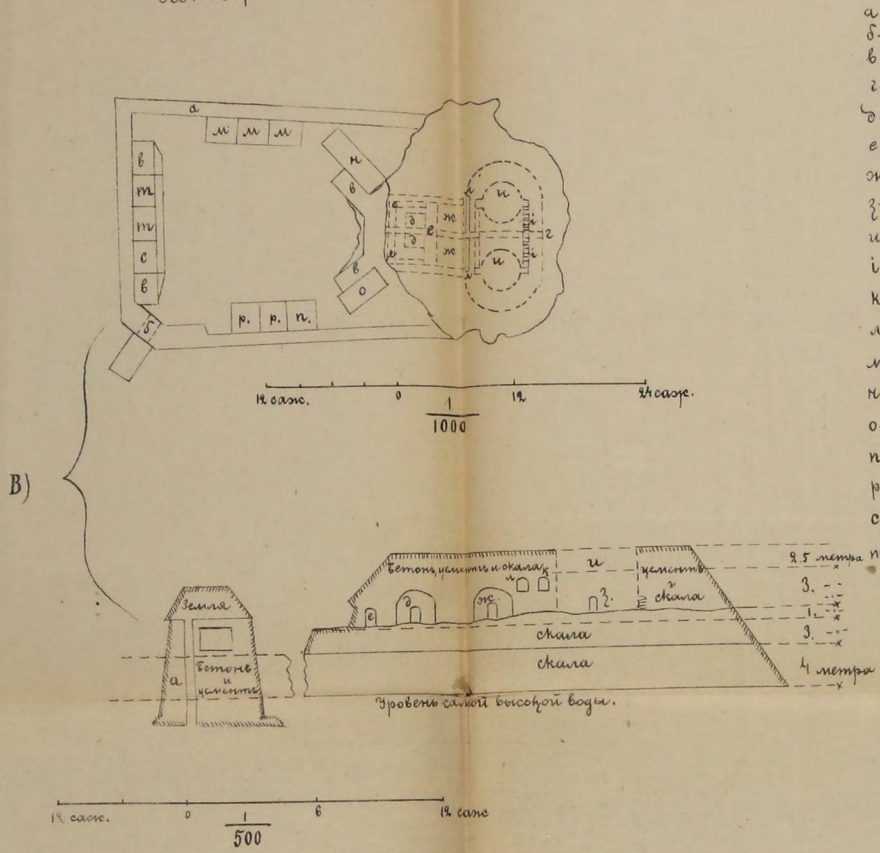 а
б.
в
г
д
е
ж
з
и
і
к
л
м
н
о
п
р
с
п
а
м м м
н
в
в
т
т
с
в
б
р. р. п.
в
о
е
д
д
е
ж
ж
и
и
г
і
і
12 саж. 0 12 24 саж.
1
1000
В)
Бетонъ, цементъ и скала
к
и
цементъ
и
скала
2,5 метра
3.
1.
3.
4 метра
л
е
д
ж
з.
скала
скала
Уровень самой высокой воды.
Земля
а
Бетонъ
и
цементъ
12 саж. 0 6 12 саж
1
500